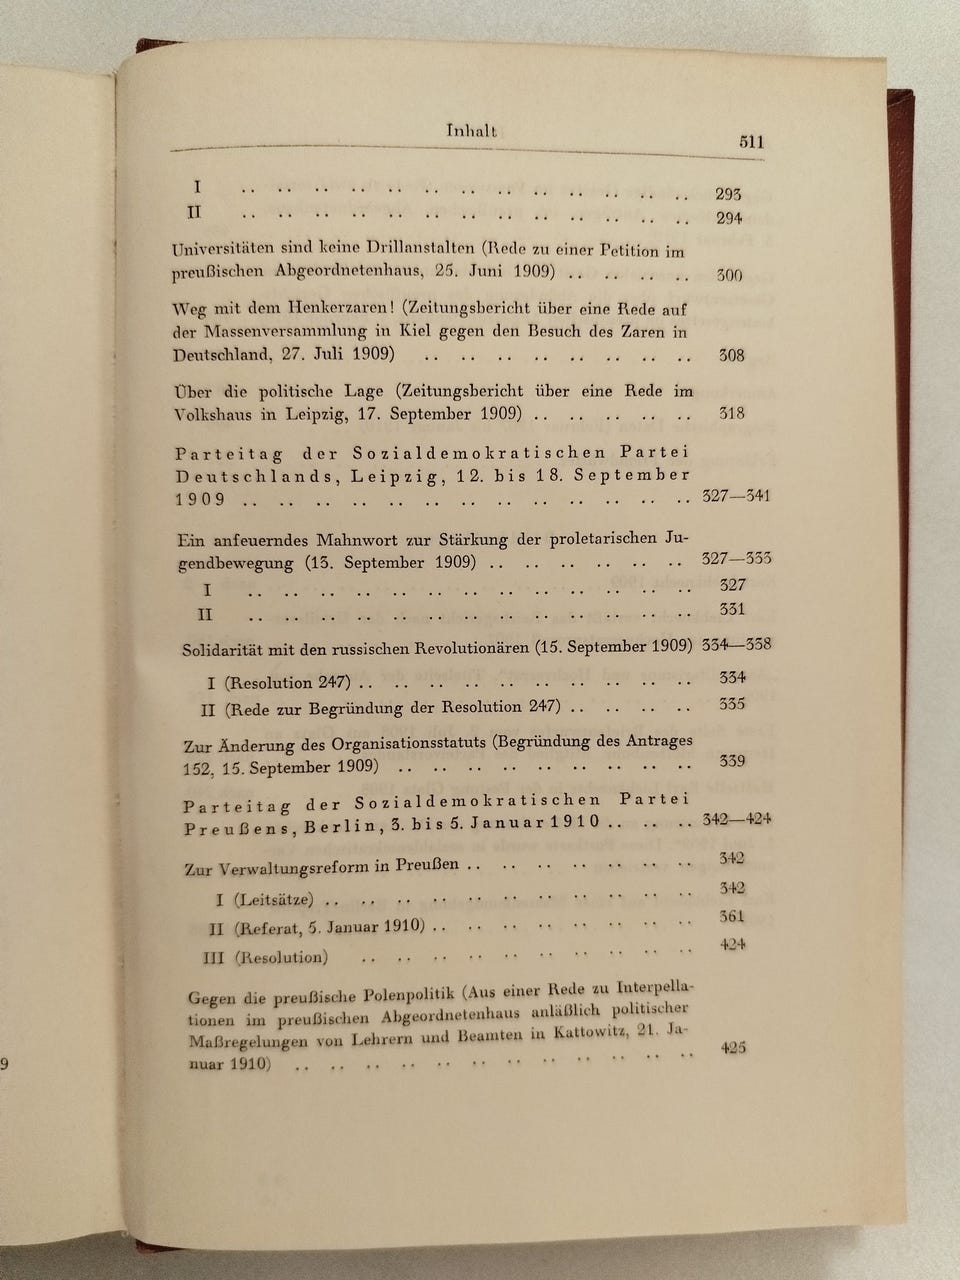 Inhalt 511
I .. .. .. .. .. .. .. .. .. .. .. .. .. 293
II .. .. .. .. .. .. .. .. .. .. .. .. .. 294
Universitäten sind keine Drillanstalten (Rede zu einer Petition im
preußischen Abgeordnetenhaus, 25. Juni 1909) .. .. .. .. 300
Weg mit dem Henkerzaren! (Zeitungsbericht über eine Rede auf
der Massenversammlung in Kiel gegen den Besuch des Zaren in
Deutschland, 27. Juli 1909) .. .. .. .. .. .. .. .. 308
Über die politische Lage (Zeitungsbericht über eine Rede im
Volkshaus in Leipzig, 17. September 1909) .. .. .. .. .. 318
Parteitag der Sozialdemokratischen Partei
Deutschlands, Leipzig, 12. bis 18. September
1909 .. .. .. .. .. .. .. .. .. .. .. .. .. 327—341
Ein anfeuerndes Mahnwort zur Stärkung der proletarischen Ju-
gendbewegung (13. September 1909) .. .. .. .. .. .. 327—333
I .. .. .. .. .. .. .. .. .. .. .. .. .. 327
II .. .. .. .. .. .. .. .. .. .. .. .. .. 331
Solidarität mit den russischen Revolutionären (15. September 1909) 334—338
I (Resolution 247) .. .. .. .. .. .. .. .. .. .. 334
II (Rede zur Begründung der Resolution 247) .. .. .. .. 335
Zur Änderung des Organisationsstatuts (Begründung des Antrages
152, 15. September 1909) .. .. .. .. .. .. .. .. .. 339
Parteitag der Sozialdemokratischen Partei
Preußens, Berlin, 3. bis 5. Januar 1910 .. .. .. 342—424
Zur Verwaltungsreform in Preußen .. .. .. .. .. .. .. 342
I (Leitsätze) .. .. .. .. .. .. .. .. .. .. .. 342
II (Referat, 5. Januar 1910) .. .. .. .. .. .. .. .. 361
III (Resolution) .. .. .. .. .. .. .. .. .. .. 424
Gegen die preußische Polenpolitik (Aus einer Rede zu Interpella-
tionen im preußischen Abgeordnetenhaus anläßlich politischer
Maßregelungen von Lehrern und Beamten in Kattowitz, 21. Ja-
nuar 1910) .. .. .. .. .. .. .. .. .. .. .. .. 425
9